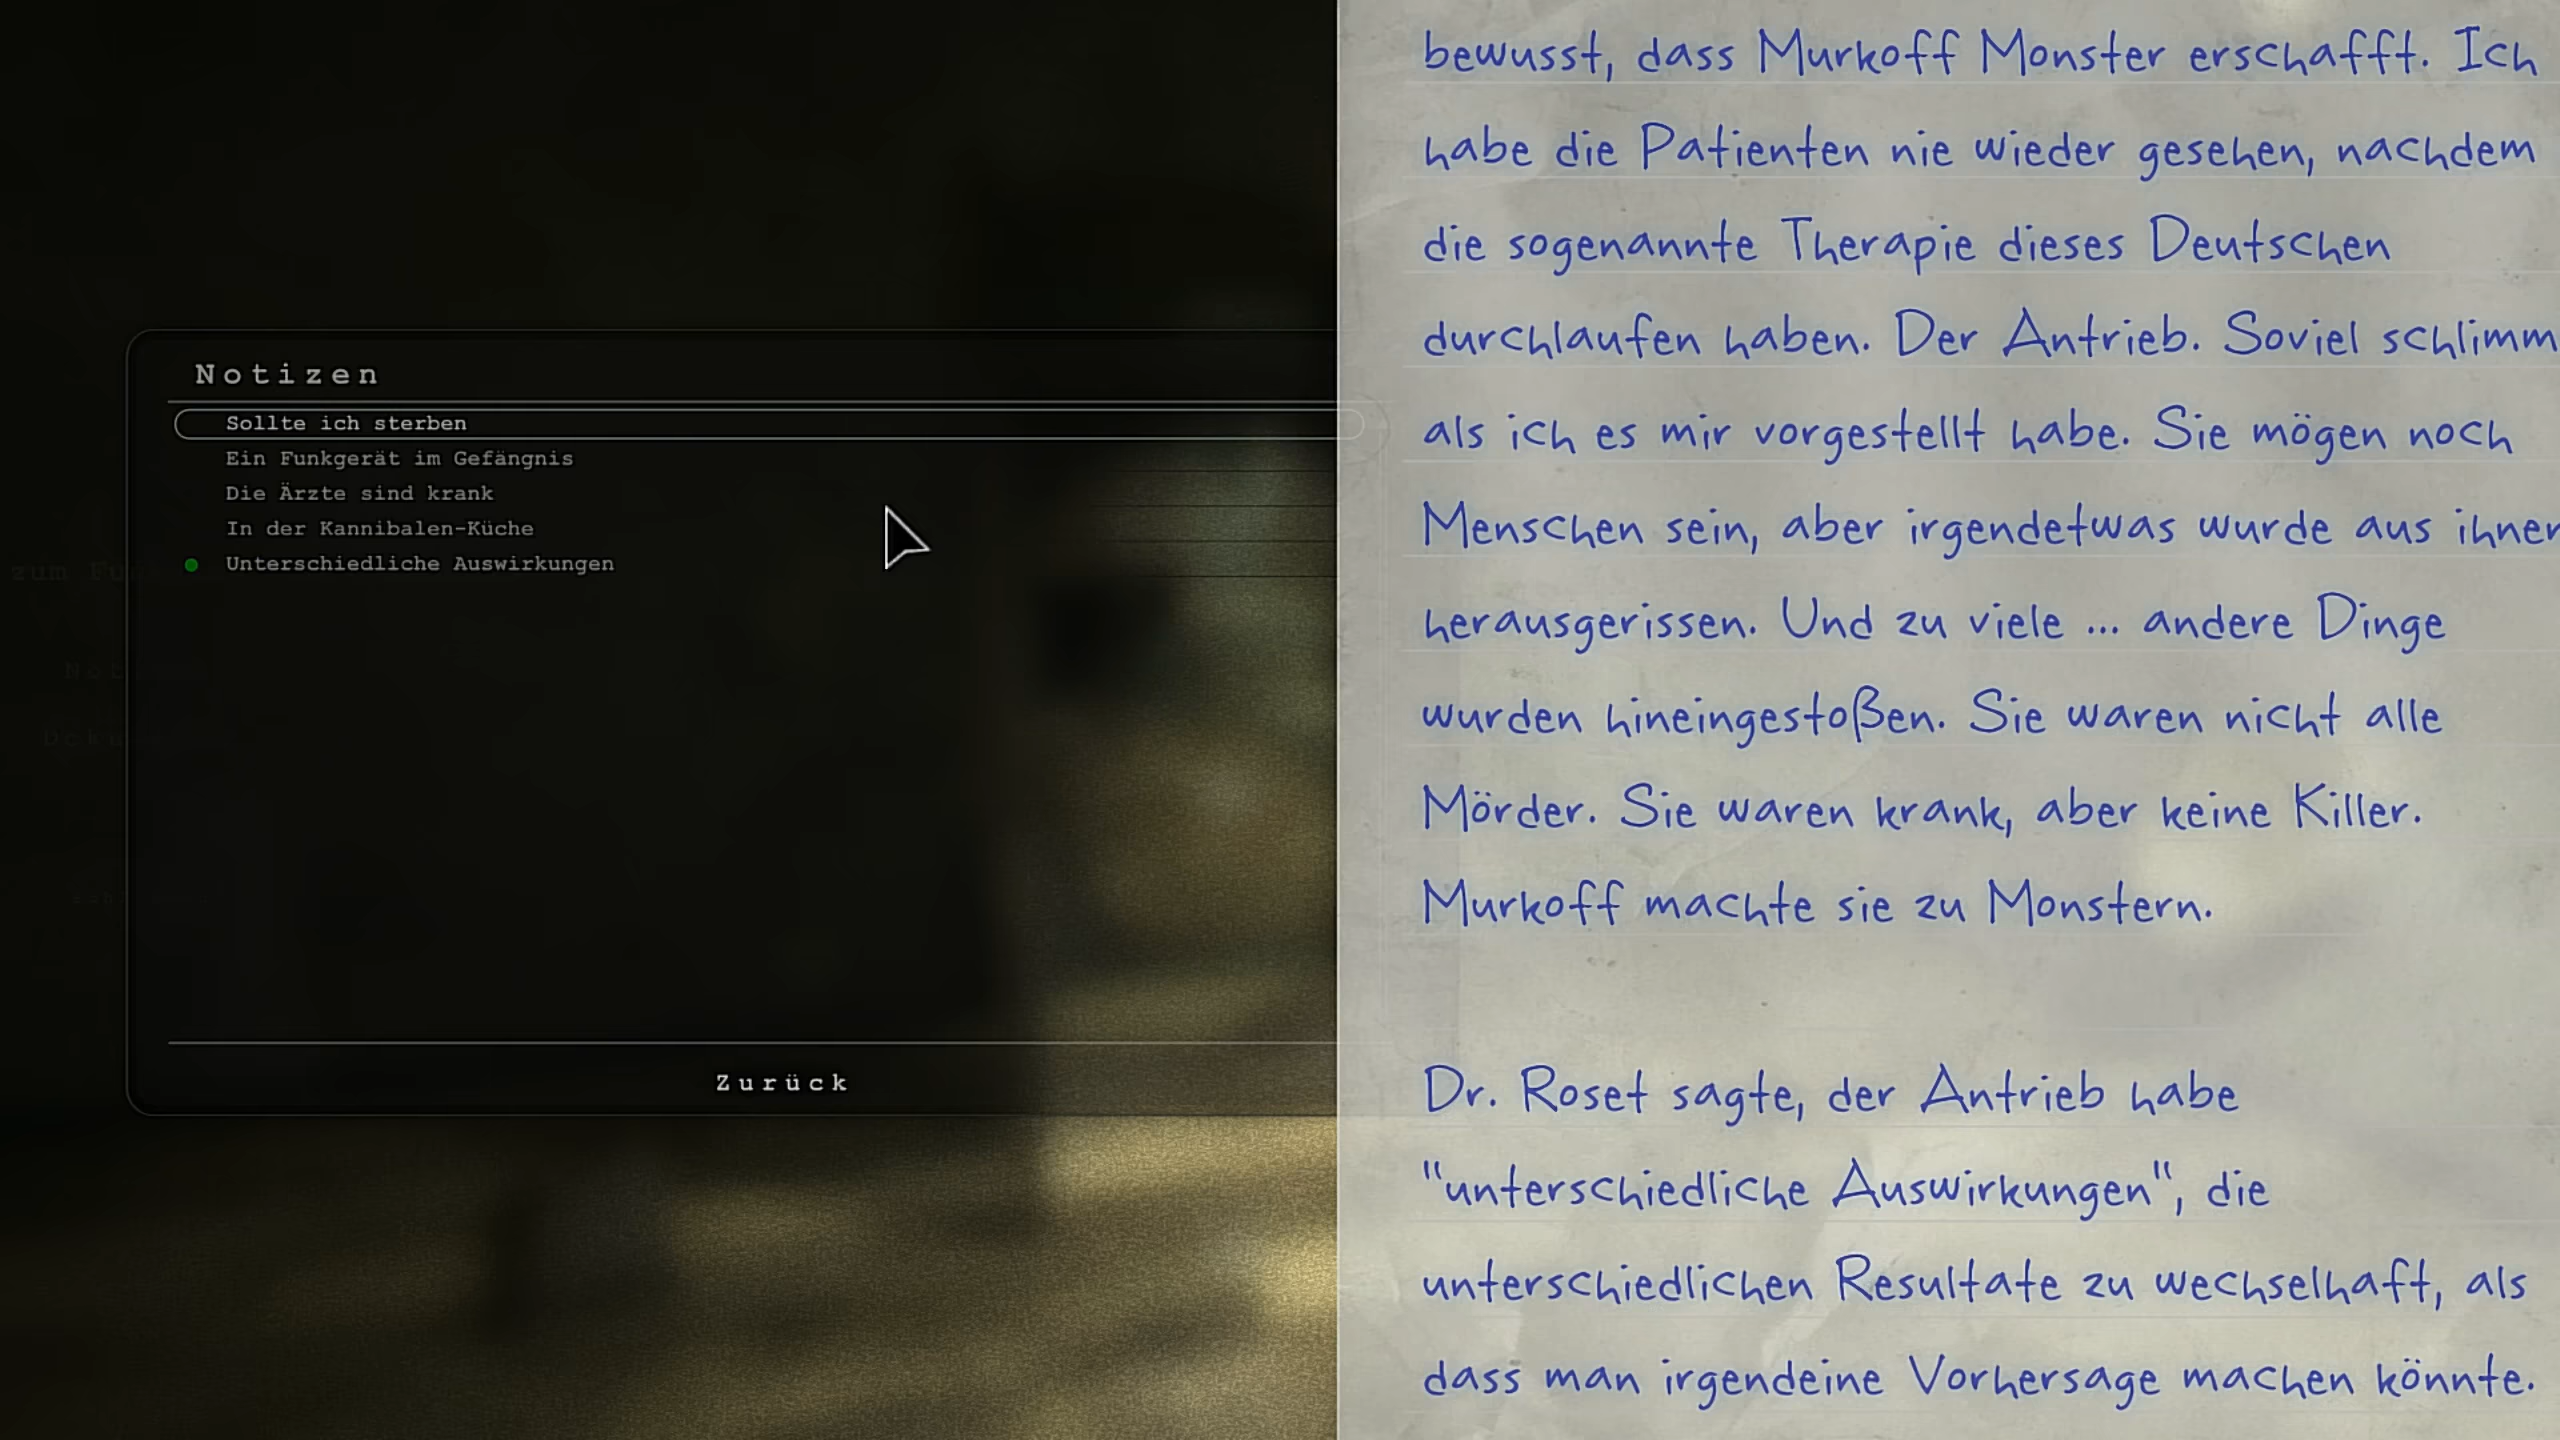 Notizen
Sollte ich sterben
Ein Funkgerät im Gefängnis
Die Ärzte sind krank
In der Kannibalen-Küche
Unterschiedliche Auswirkungen
Zurück
bewusst, dass Murkoff Monster erschafft. Ich
habe die Patienten nie wieder gesehen, nachdem
die sogenannte Therapie dieses Deutschen
durchlaufen haben. Der Antrieb. Soviel schlimm
als ich es mir vorgestellt habe. Sie mögen noch
Menschen sein, aber irgendetwas wurde aus ihnen
herausgerissen. Und zu viele ... andere Dinge
wurden hineingestoßen. Sie waren nicht alle
Mörder. Sie waren krank, aber keine Killer.
Murkoff machte sie zu Monstern.
Dr. Roset sagte, der Antrieb habe
"unterschiedliche Auswirkungen", die
unterschiedlichen Resultate zu wechselhaft, als
dass man irgendeine Vorhersage machen könnte.